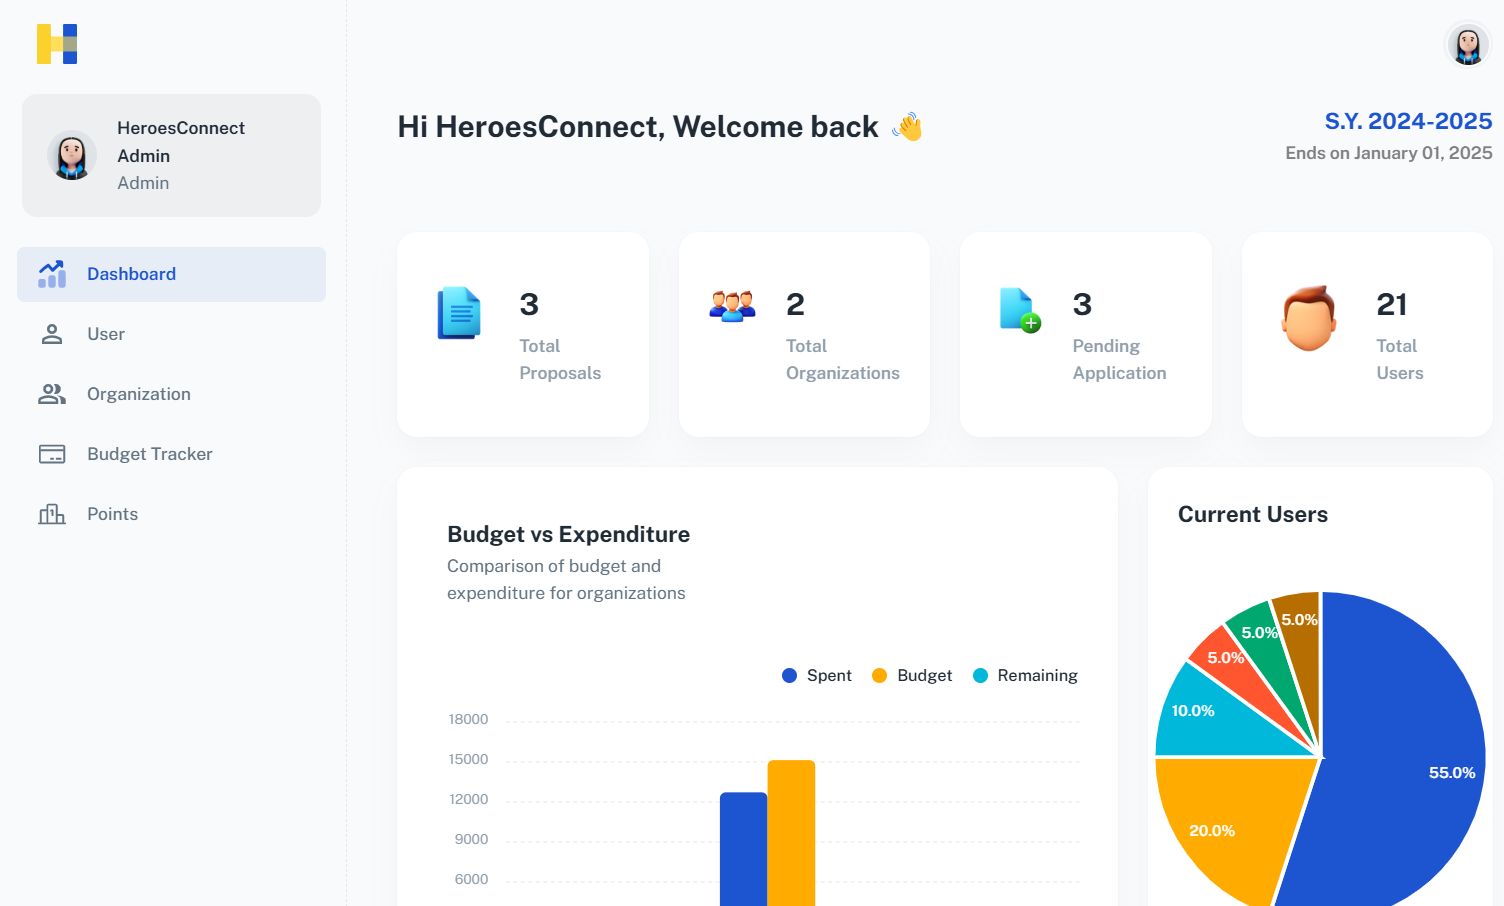 HeroesConnect
Admin
Admin
Dashboard
User
Organization
Budget Tracker
Points
Hi HeroesConnect, Welcome back 👋
S.Y. 2024-2025
Ends on January 01, 2025
3
Total
Proposals
2
Total
Organizations
3
Pending
Application
21
Total
Users
Budget vs Expenditure
Comparison of budget and
expenditure for organizations
Spent
Budget
Remaining
18000
15000
12000
9000
6000
Current Users
5.0%
5.0%
5.0%
10.0%
55.0%
20.0%